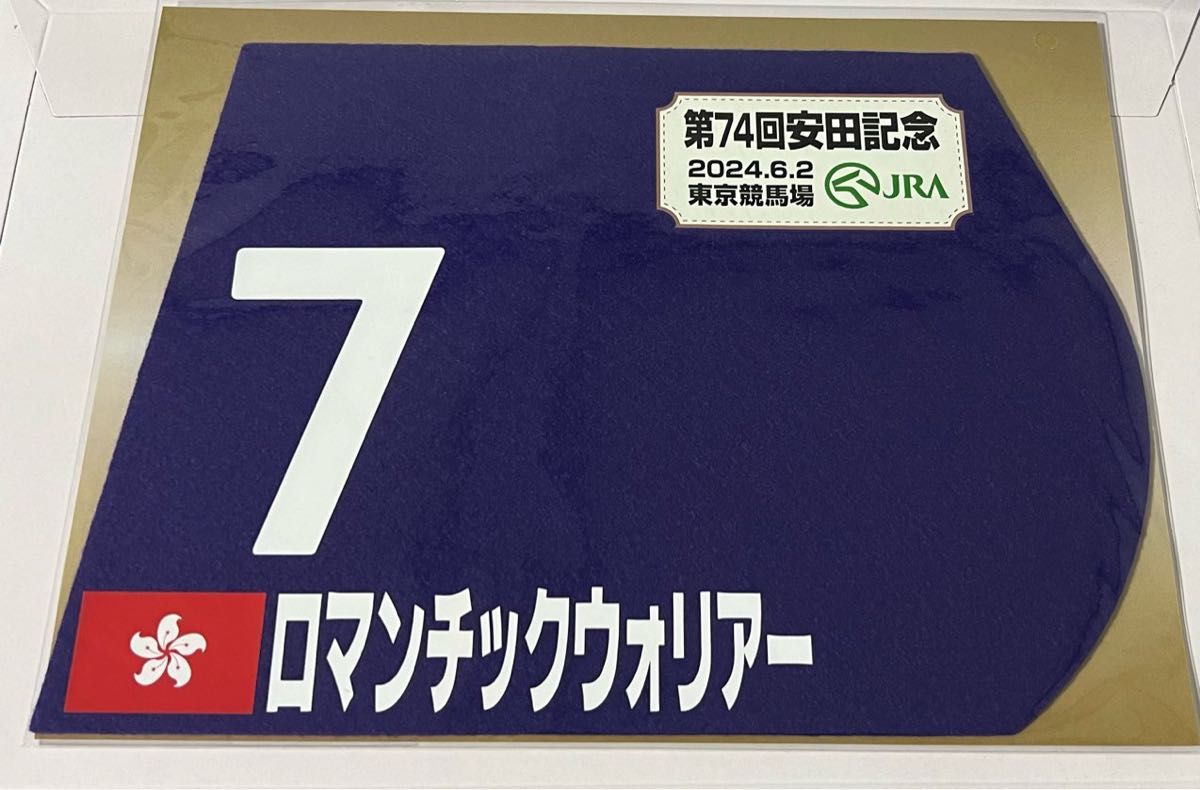 第74回安田記念
2024.6.2
東京競馬場
JRA
7
ロマンチックウォリアー